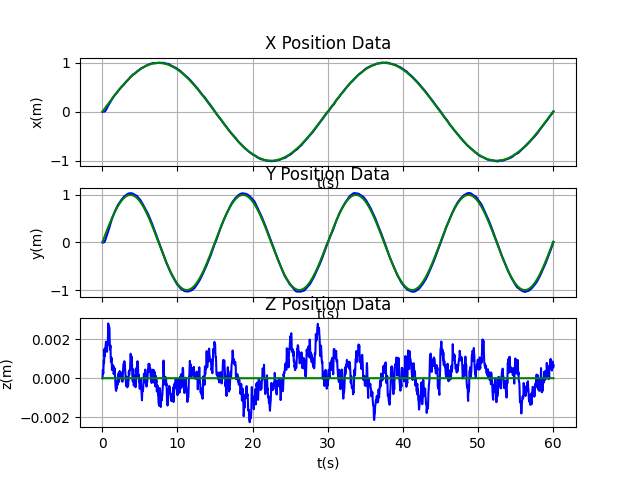 X Position Data
1
0
−1
x(m)
t(s)
Y Position Data
1
0
−1
y(m)
t(s)
Z Position Data
0.002
0.000
−0.002
z(m)
0 10 20 30 40 50 60
t(s)